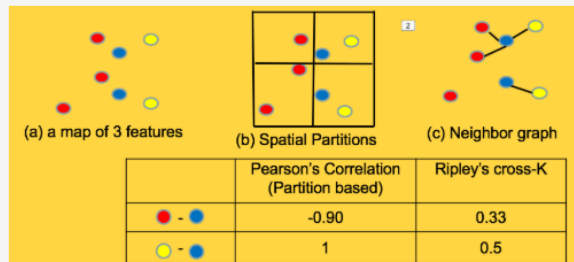 2
(a) a map of 3 features
(b) Spatial Partitions
(c) Neighbor graph
Pearson's Correlation
(Partition based)
Ripley's cross-K
-
-0.90
0.33
-
1
0.5